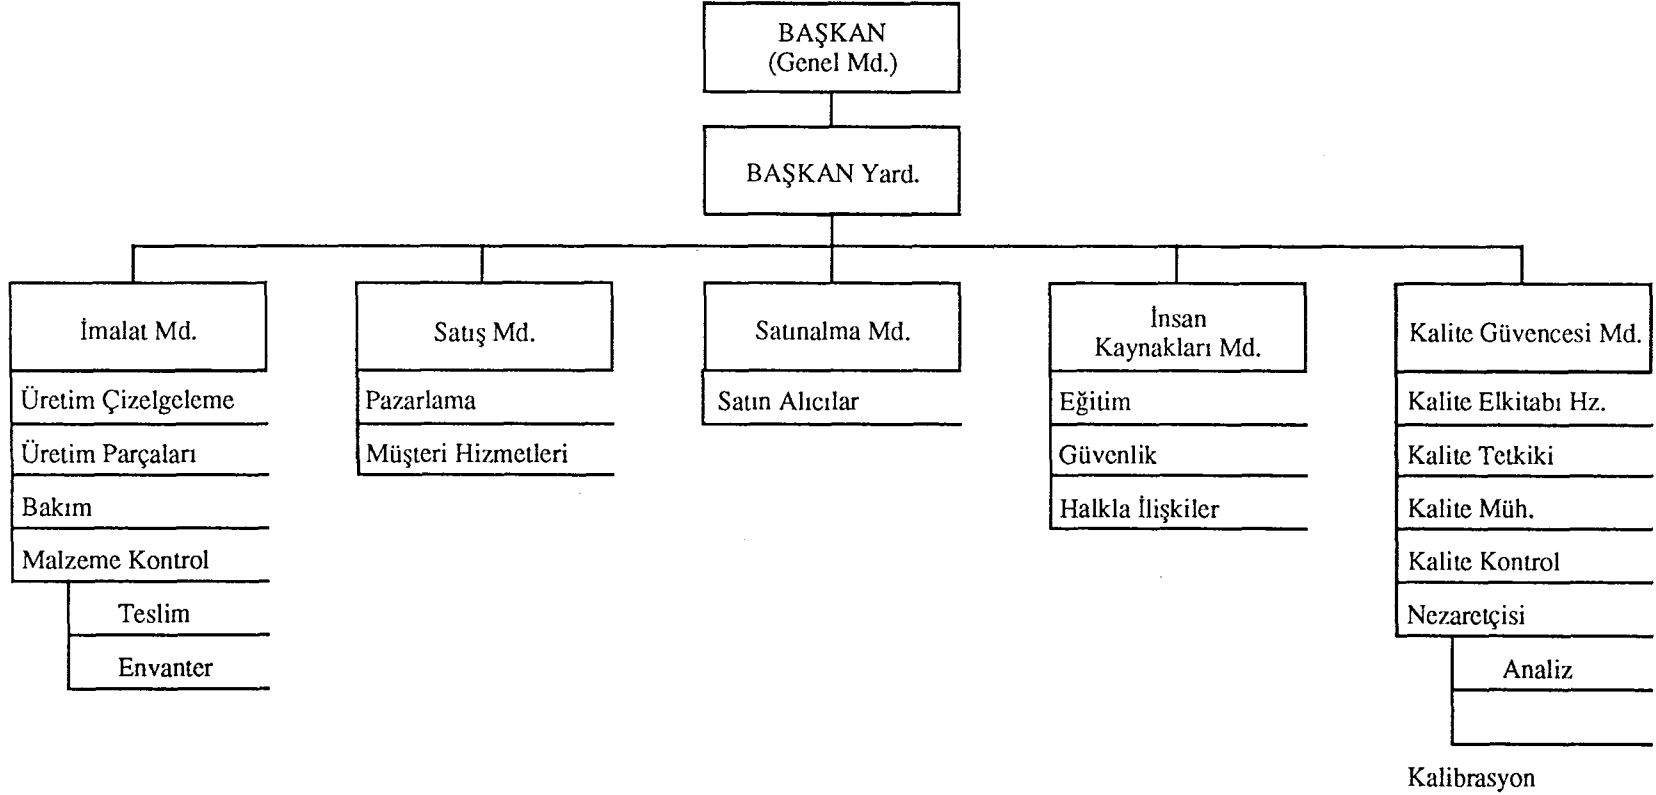 BAŞKAN
(Genel Md.)
BAŞKAN Yard.
İmalat Md.
Üretim Çizelgeleme
Üretim Parçaları
Bakım
Malzeme Kontrol
Teslim
Envanter
Satış Md.
Pazarlama
Müşteri Hizmetleri
Satınalma Md.
Satın Alıcılar
İnsan
Kaynakları Md.
Eğitim
Güvenlik
Halkla İlişkiler
Kalite Güvencesi Md.
Kalite Elkitabı Hz.
Kalite Tetkiki
Kalite Müh.
Kalite Kontrol
Nezaretçisi
Analiz
Kalibrasyon